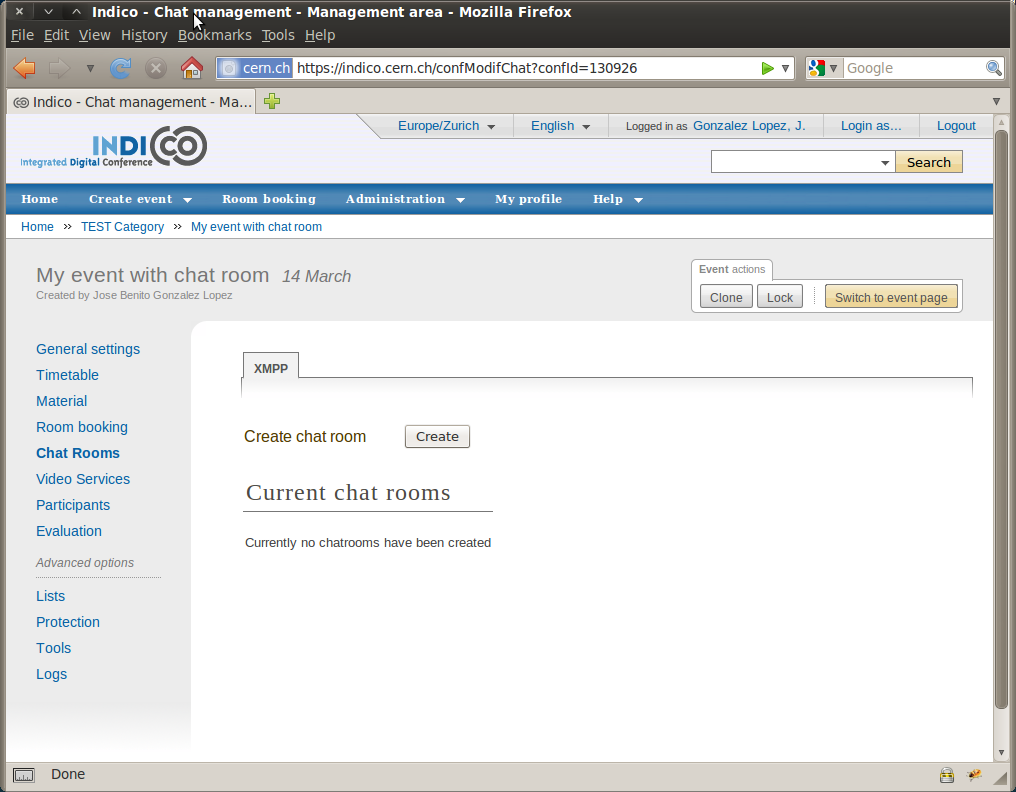 Indico - Chat management - Management area - Mozilla Firefox
File Edit View History Bookmarks Tools Help
cern.ch https://indico.cern.ch/confModifChat?confId=130926 Google
Indico - Chat management - Ma...
Europe/Zurich English Logged in as Gonzalez Lopez, J. Login as... Logout
INDICO
Integrated Digital Conference
Search
Home Create event Room booking Administration My profile Help
Home » TEST Category » My event with chat room
My event with chat room 14 March
Created by Jose Benito Gonzalez Lopez
Event actions
Clone Lock Switch to event page
General settings
Timetable
Material
Room booking
Chat Rooms
Video Services
Participants
Evaluation
Advanced options
Lists
Protection
Tools
Logs
XMPP
Create chat room Create
Current chat rooms
Currently no chatrooms have been created
Done